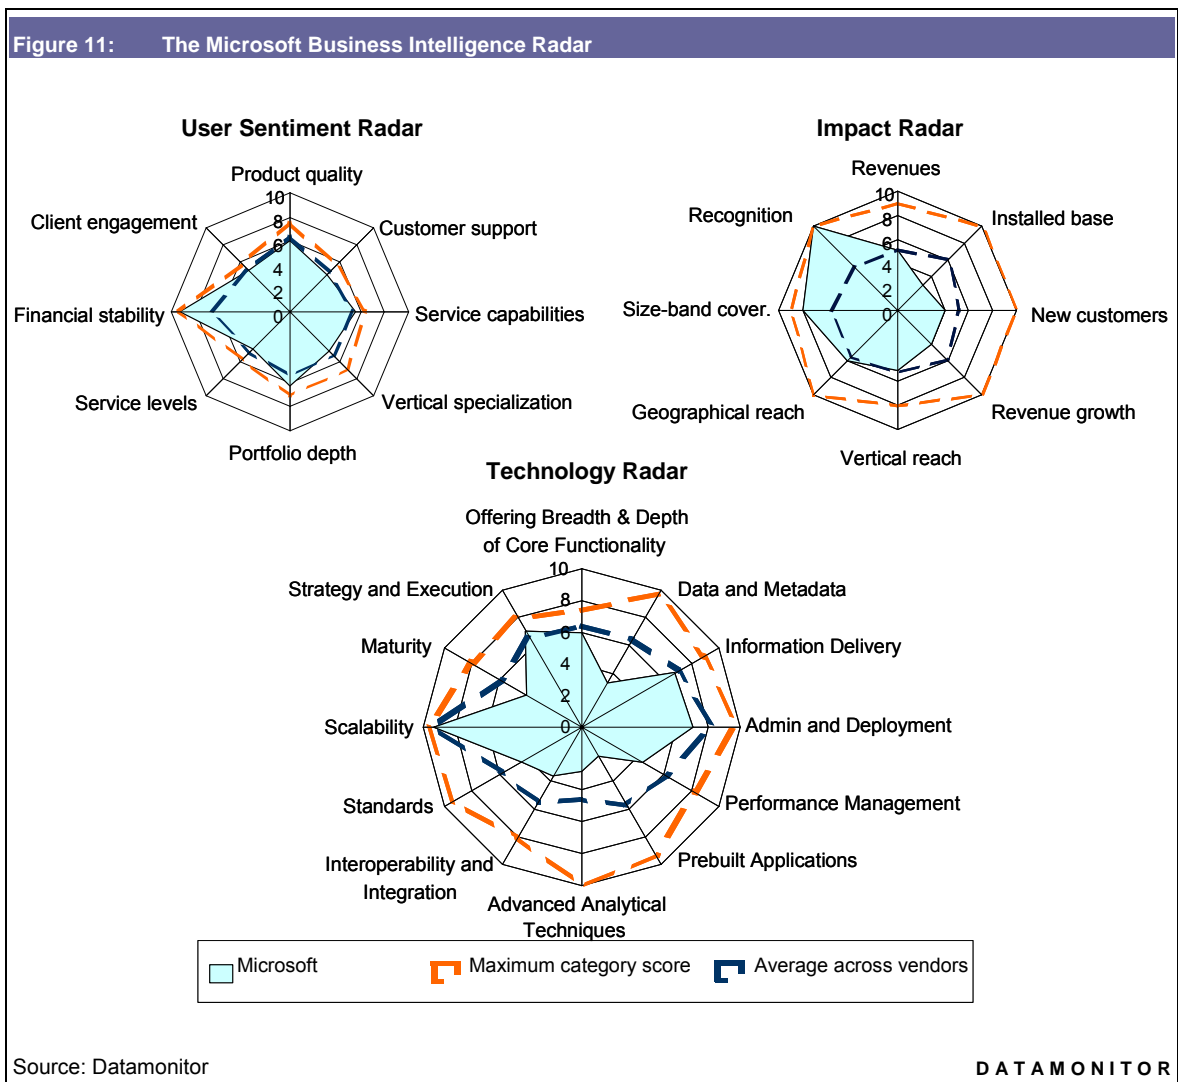 Figure 11: The Microsoft Business Intelligence Radar
User Sentiment Radar
Product quality
Customer support
Service capabilities
Vertical specialization
Portfolio depth
Service levels
Financial stability
Client engagement
10
8
6
4
2
0
Impact Radar
Revenues
Installed base
New customers
Revenue growth
Vertical reach
Geographical reach
Size-band cover.
Recognition
10
8
6
4
2
0
Technology Radar
Offering Breadth & Depth
of Core Functionality
Data and Metadata
Information Delivery
Admin and Deployment
Performance Management
Prebuilt Applications
Advanced Analytical
Techniques
Interoperability and
Integration
Standards
Scalability
Maturity
Strategy and Execution
10
8
6
4
2
0
Microsoft
Maximum category score
Average across vendors
Source: Datamonitor
DATAMONITOR